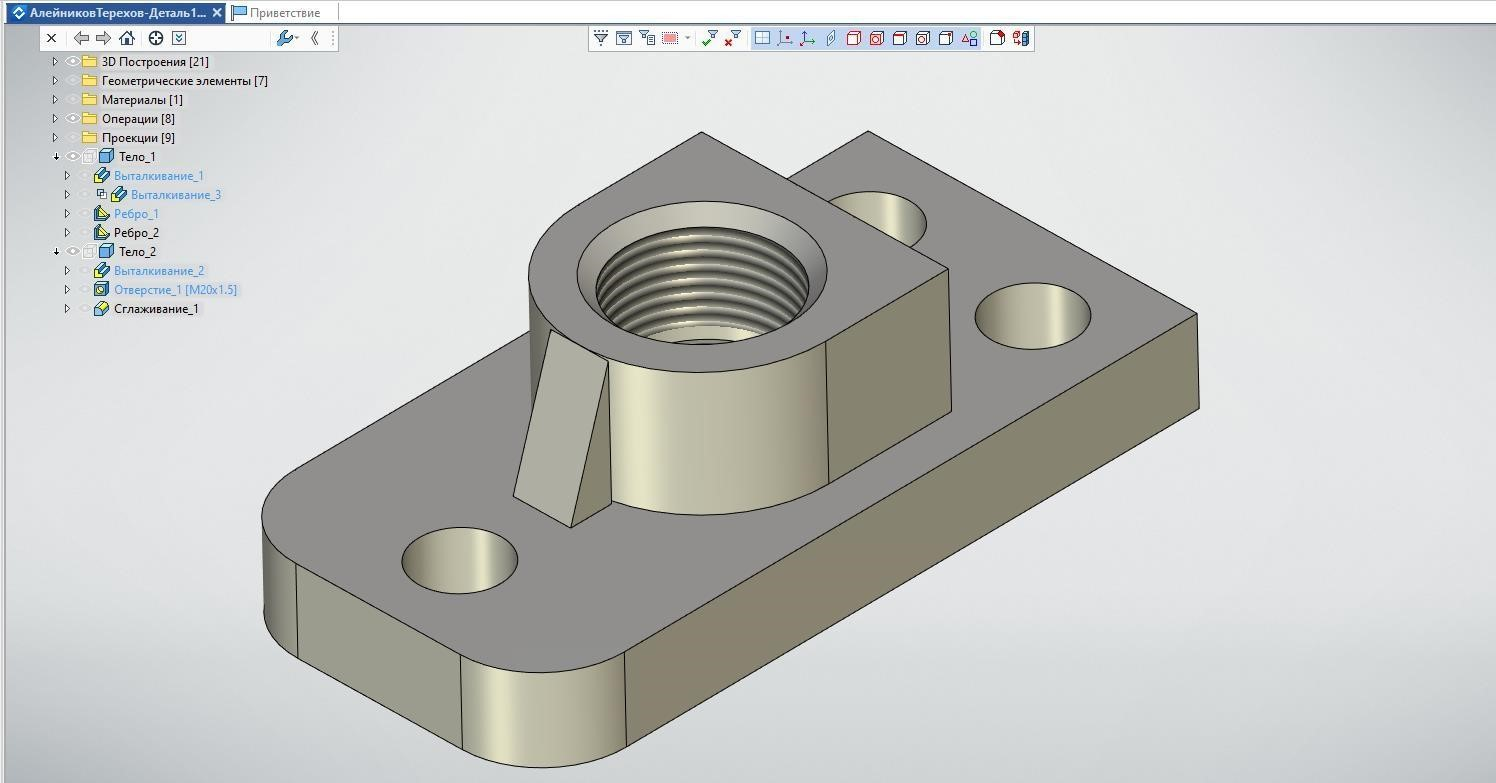 АлейниковТерехов-Деталь1... Приветствие
3D Построения [21]
Геометрические элементы [7]
Материалы [1]
Операции [8]
Проекции [9]
Тело_1
Выталкивание_1
Выталкивание_3
Ребро_1
Ребро_2
Тело_2
Выталкивание_2
Отверстие_1 [M20x1.5]
Сглаживание_1